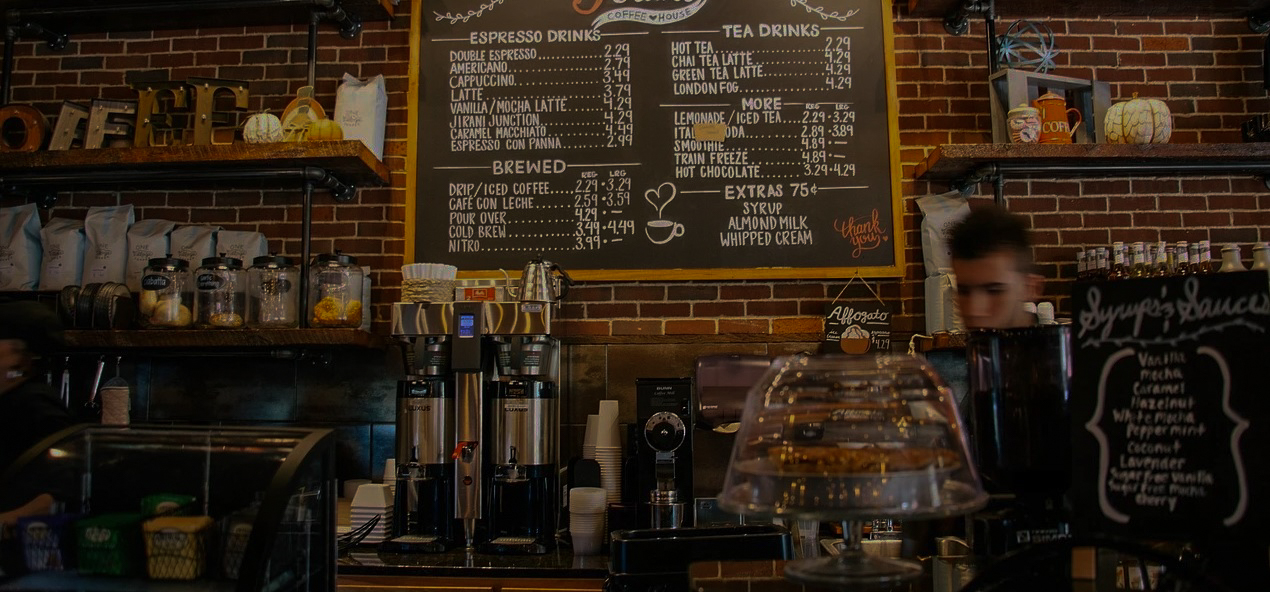 COFFEE HOUSE
ESPRESSO DRINKS
DOUBLE ESPRESSO 2.29
AMERICANO 2.79
CAPPUCCINO 3.49
LATTE 3.79
VANILLA/MOCHA LATTE 4.29
JIRANI JUNCTION 4.29
CARAMEL MACCHIATO 4.49
ESPRESSO CON PANNA 2.99
BREWED
REG LRG
DRIP/ICED COFFEE 2.29 • 3.29
CAFÉ CON LECHE 2.59 • 3.59
POUR OVER 4.29 • —
COLD BREW 3.49 • 4.49
NITRO 3.99 • —
TEA DRINKS
HOT TEA 2.29
CHAI TEA LATTE 4.29
GREEN TEA LATTE 4.29
LONDON FOG 4.29
MORE
REG • LRG
LEMONADE/ICED TEA 2.29 • 3.29
2.89 • 3.89
SMOOTHIE 4.89 • —
TRAIN FREEZE 4.89 • —
HOT CHOCOLATE 3.29 • 4.29
EXTRAS 75¢
SYRUP
ALMOND MILK
WHIPPED CREAM
thank you
COFFEE
COFF
Affogato
$4.29
LUXUS
LUXUS
Syrups & Sauces
Vanilla
mocha
Caramel
Hazelnut
White mocha
Peppermint
Coconut
Lavender
Sugar free Vanilla
Sugar free mocha
Cherry